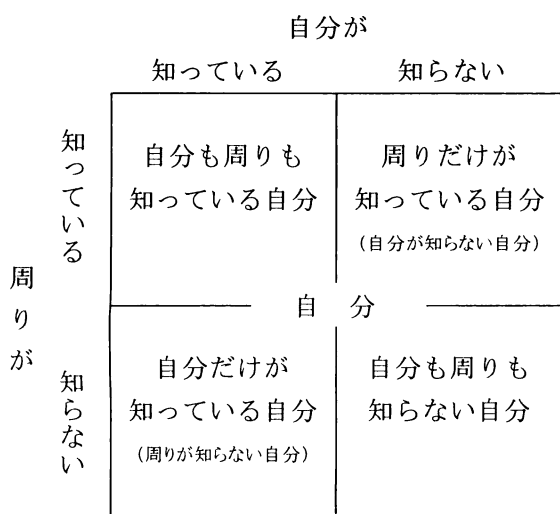 自分が
知っている
知らない
周りが
知っている
自分も周りも
知っている自分
周りだけが
知っている自分
(自分が知らない自分)
自 分
知らない
自分だけが
知っている自分
(周りが知らない自分)
自分も周りも
知らない自分